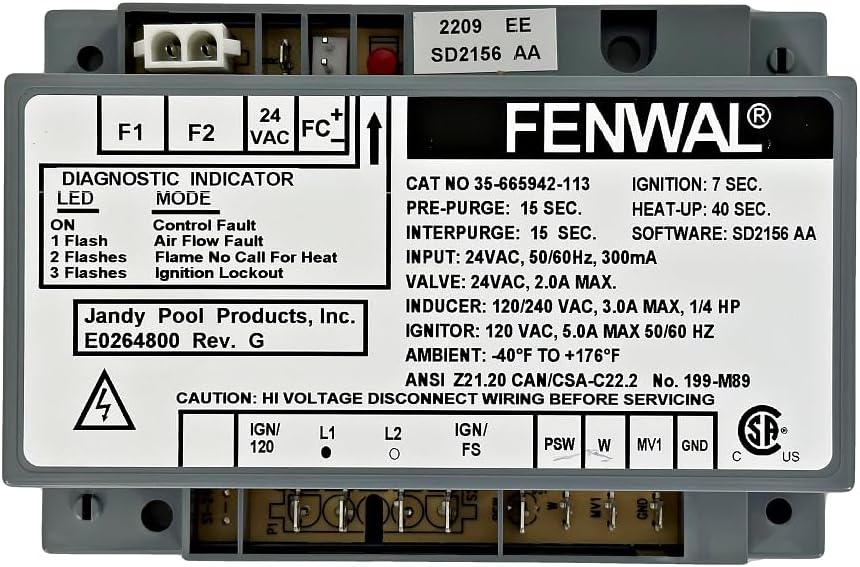 2209 EE
SD2156 AA
F1 F2 24 VAC FC + -
FENWAL®
DIAGNOSTIC INDICATOR
LED MODE
ON Control Fault
1 Flash Air Flow Fault
2 Flashes Flame No Call For Heat
3 Flashes Ignition Lockout
CAT NO 35-665942-113 IGNITION: 7 SEC.
PRE-PURGE: 15 SEC. HEAT-UP: 40 SEC.
INTERPURGE: 15 SEC. SOFTWARE: SD2156 AA
INPUT: 24VAC, 50/60Hz, 300mA
VALVE: 24VAC, 2.0A MAX.
INDUCER: 120/240 VAC, 3.0A MAX, 1/4 HP
IGNITOR: 120 VAC, 5.0A MAX 50/60 HZ
AMBIENT: -40°F TO +176°F
ANSI Z21.20 CAN/CSA-C22.2 No. 199-M89
Jandy Pool Products, Inc.
E0264800 Rev. G
CAUTION: HI VOLTAGE DISCONNECT WIRING BEFORE SERVICING
IGN/ 120 L1 L2 IGN/ FS PSW W MV1 GND
C SA ® US
P1 W MV1 GND